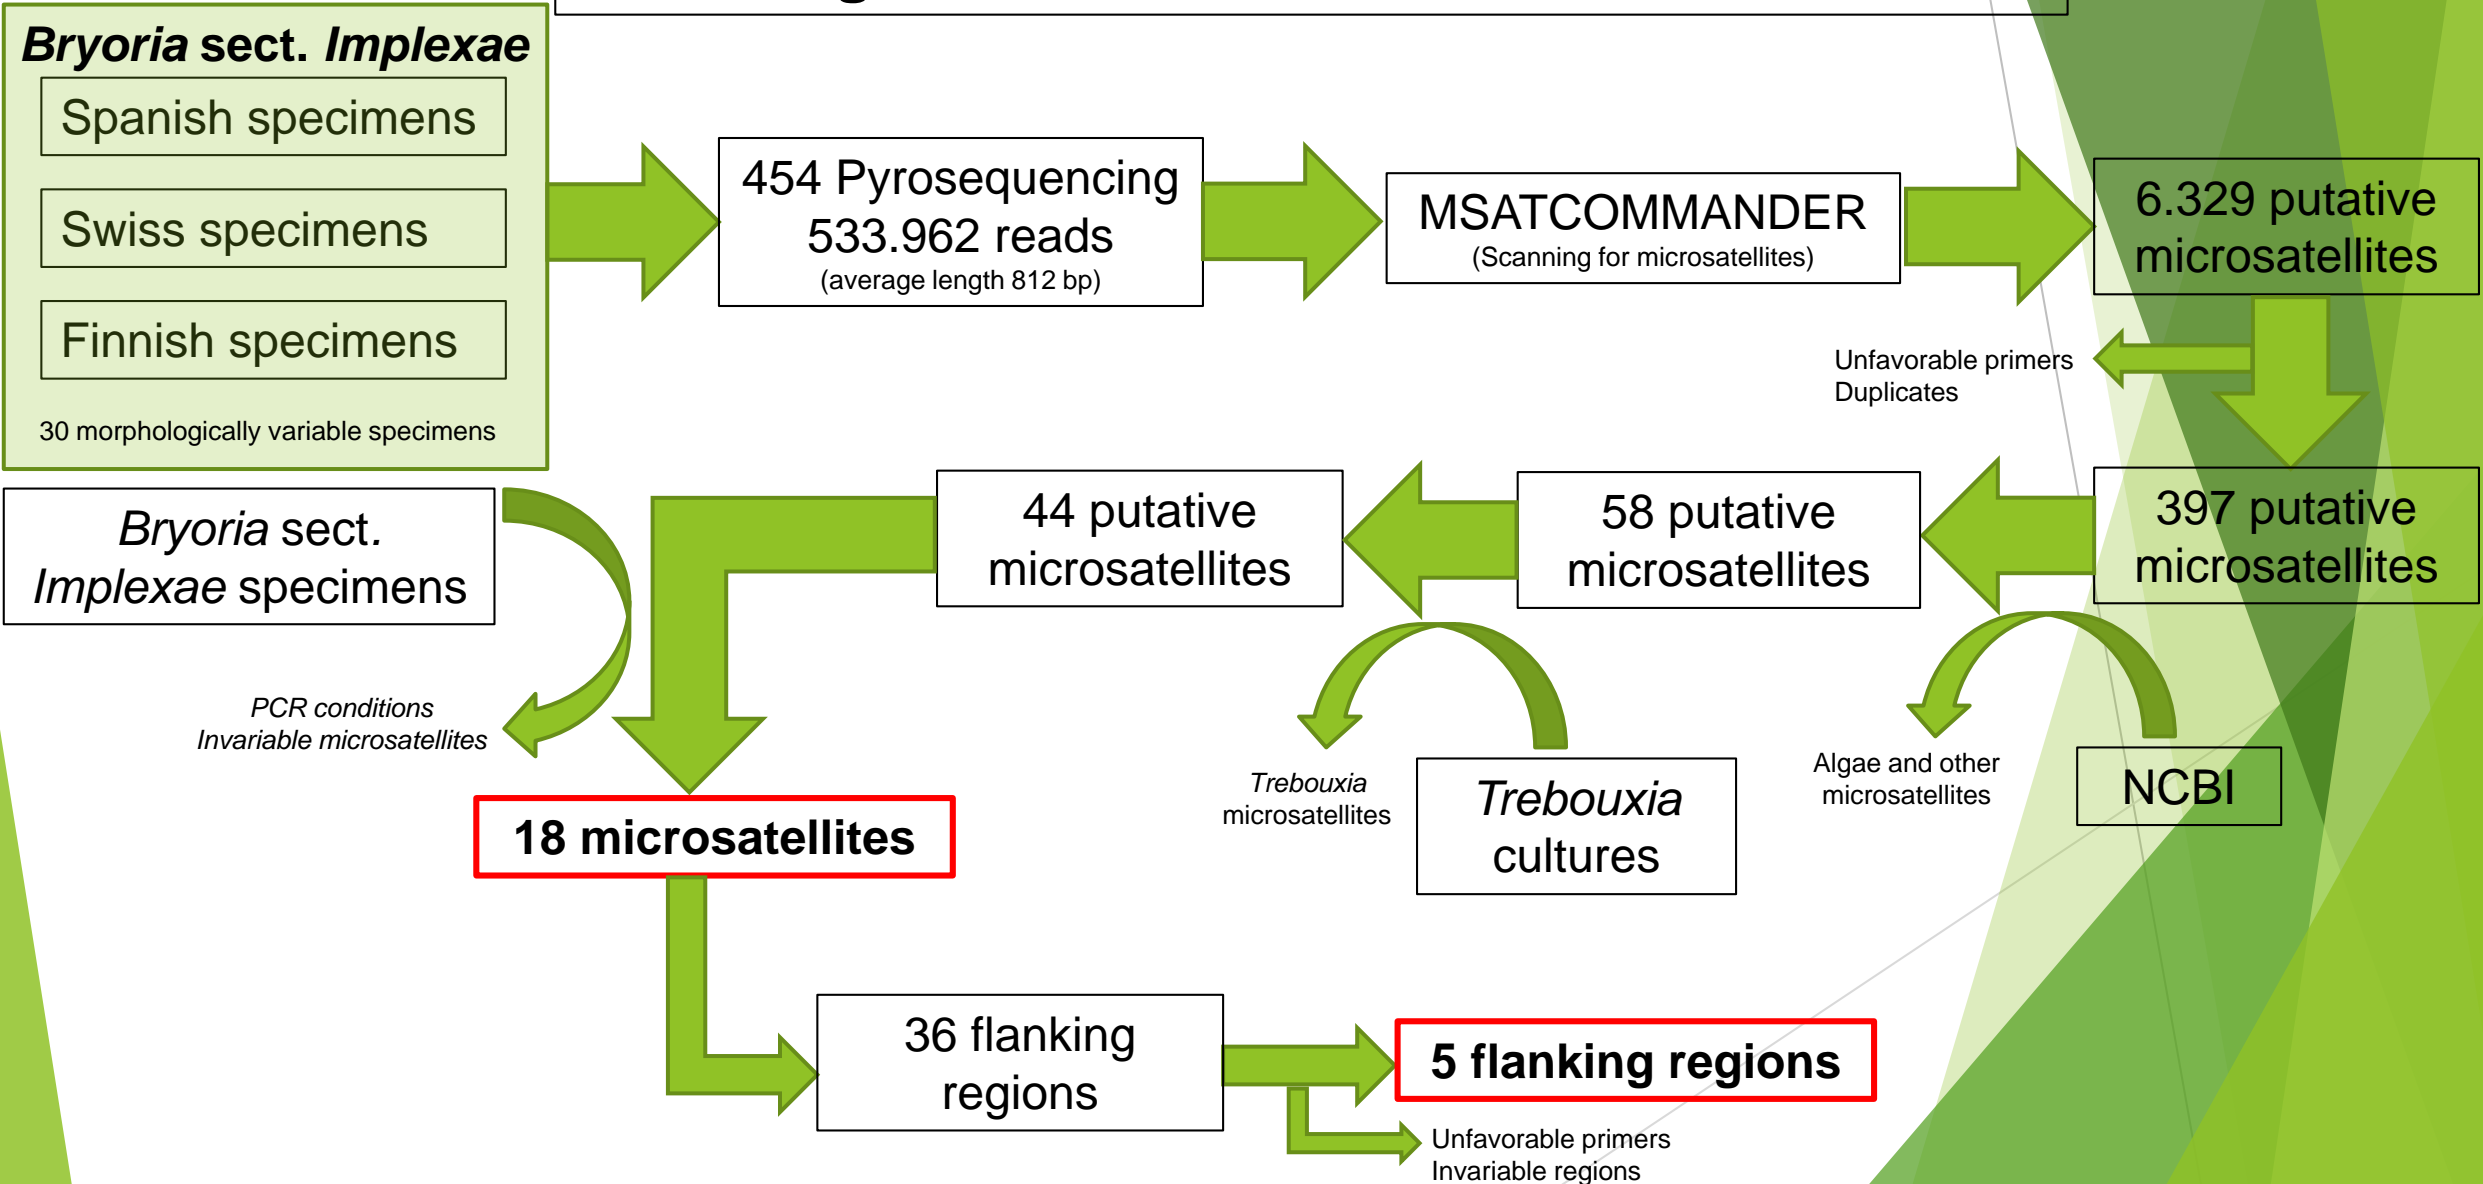 Bryoria sect. Implexae
Spanish specimens
Swiss specimens
Finnish specimens
30 morphologically variable specimens
454 Pyrosequencing
533.962 reads
(average length 812 bp)
MSATCOMMANDER
(Scanning for microsatellites)
6.329 putative
microsatellites
Unfavorable primers
Duplicates
397 putative
microsatellites
58 putative
microsatellites
44 putative
microsatellites
Bryoria sect.
Implexae specimens
PCR conditions
Invariable microsatellites
Trebouxia
microsatellites
Trebouxia
cultures
Algae and other
microsatellites
NCBI
18 microsatellites
36 flanking
regions
5 flanking regions
Unfavorable primers
Invariable regions